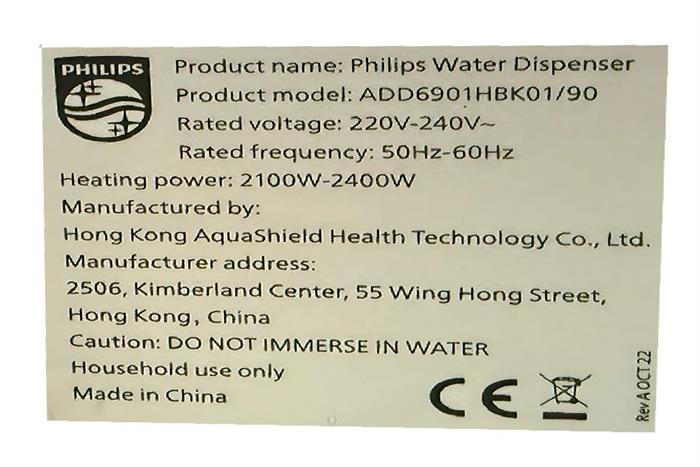 PHILIPS
Product name: Philips Water Dispenser
Product model: ADD6901HBK01/90
Rated voltage: 220V-240V~
Rated frequency: 50Hz-60Hz
Heating power: 2100W-2400W
Manufactured by:
Hong Kong AquaShield Health Technology Co., Ltd.
Manufacturer address:
2506, Kimberland Center, 55 Wing Hong Street,
Hong Kong, China
Caution: DO NOT IMMERSE IN WATER
Household use only
Made in China
CE
Rev A OCT 22